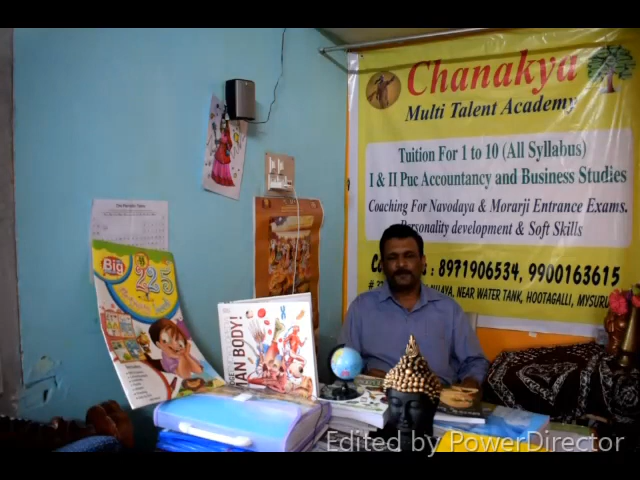 Chanakya
Multi Talent Academy
Tuition For 1 to 10 (All Syllabus)
I & II Puc Accountancy and Business Studies
Coaching For Navodaya & Morarji Entrance Exams.
Personality development & Soft Skills
: 8971906534, 9900163615
NEAR WATER TANK, HOOTAGALLI, MYSURU
Big
MAN BODY!
Edited by PowerDirector